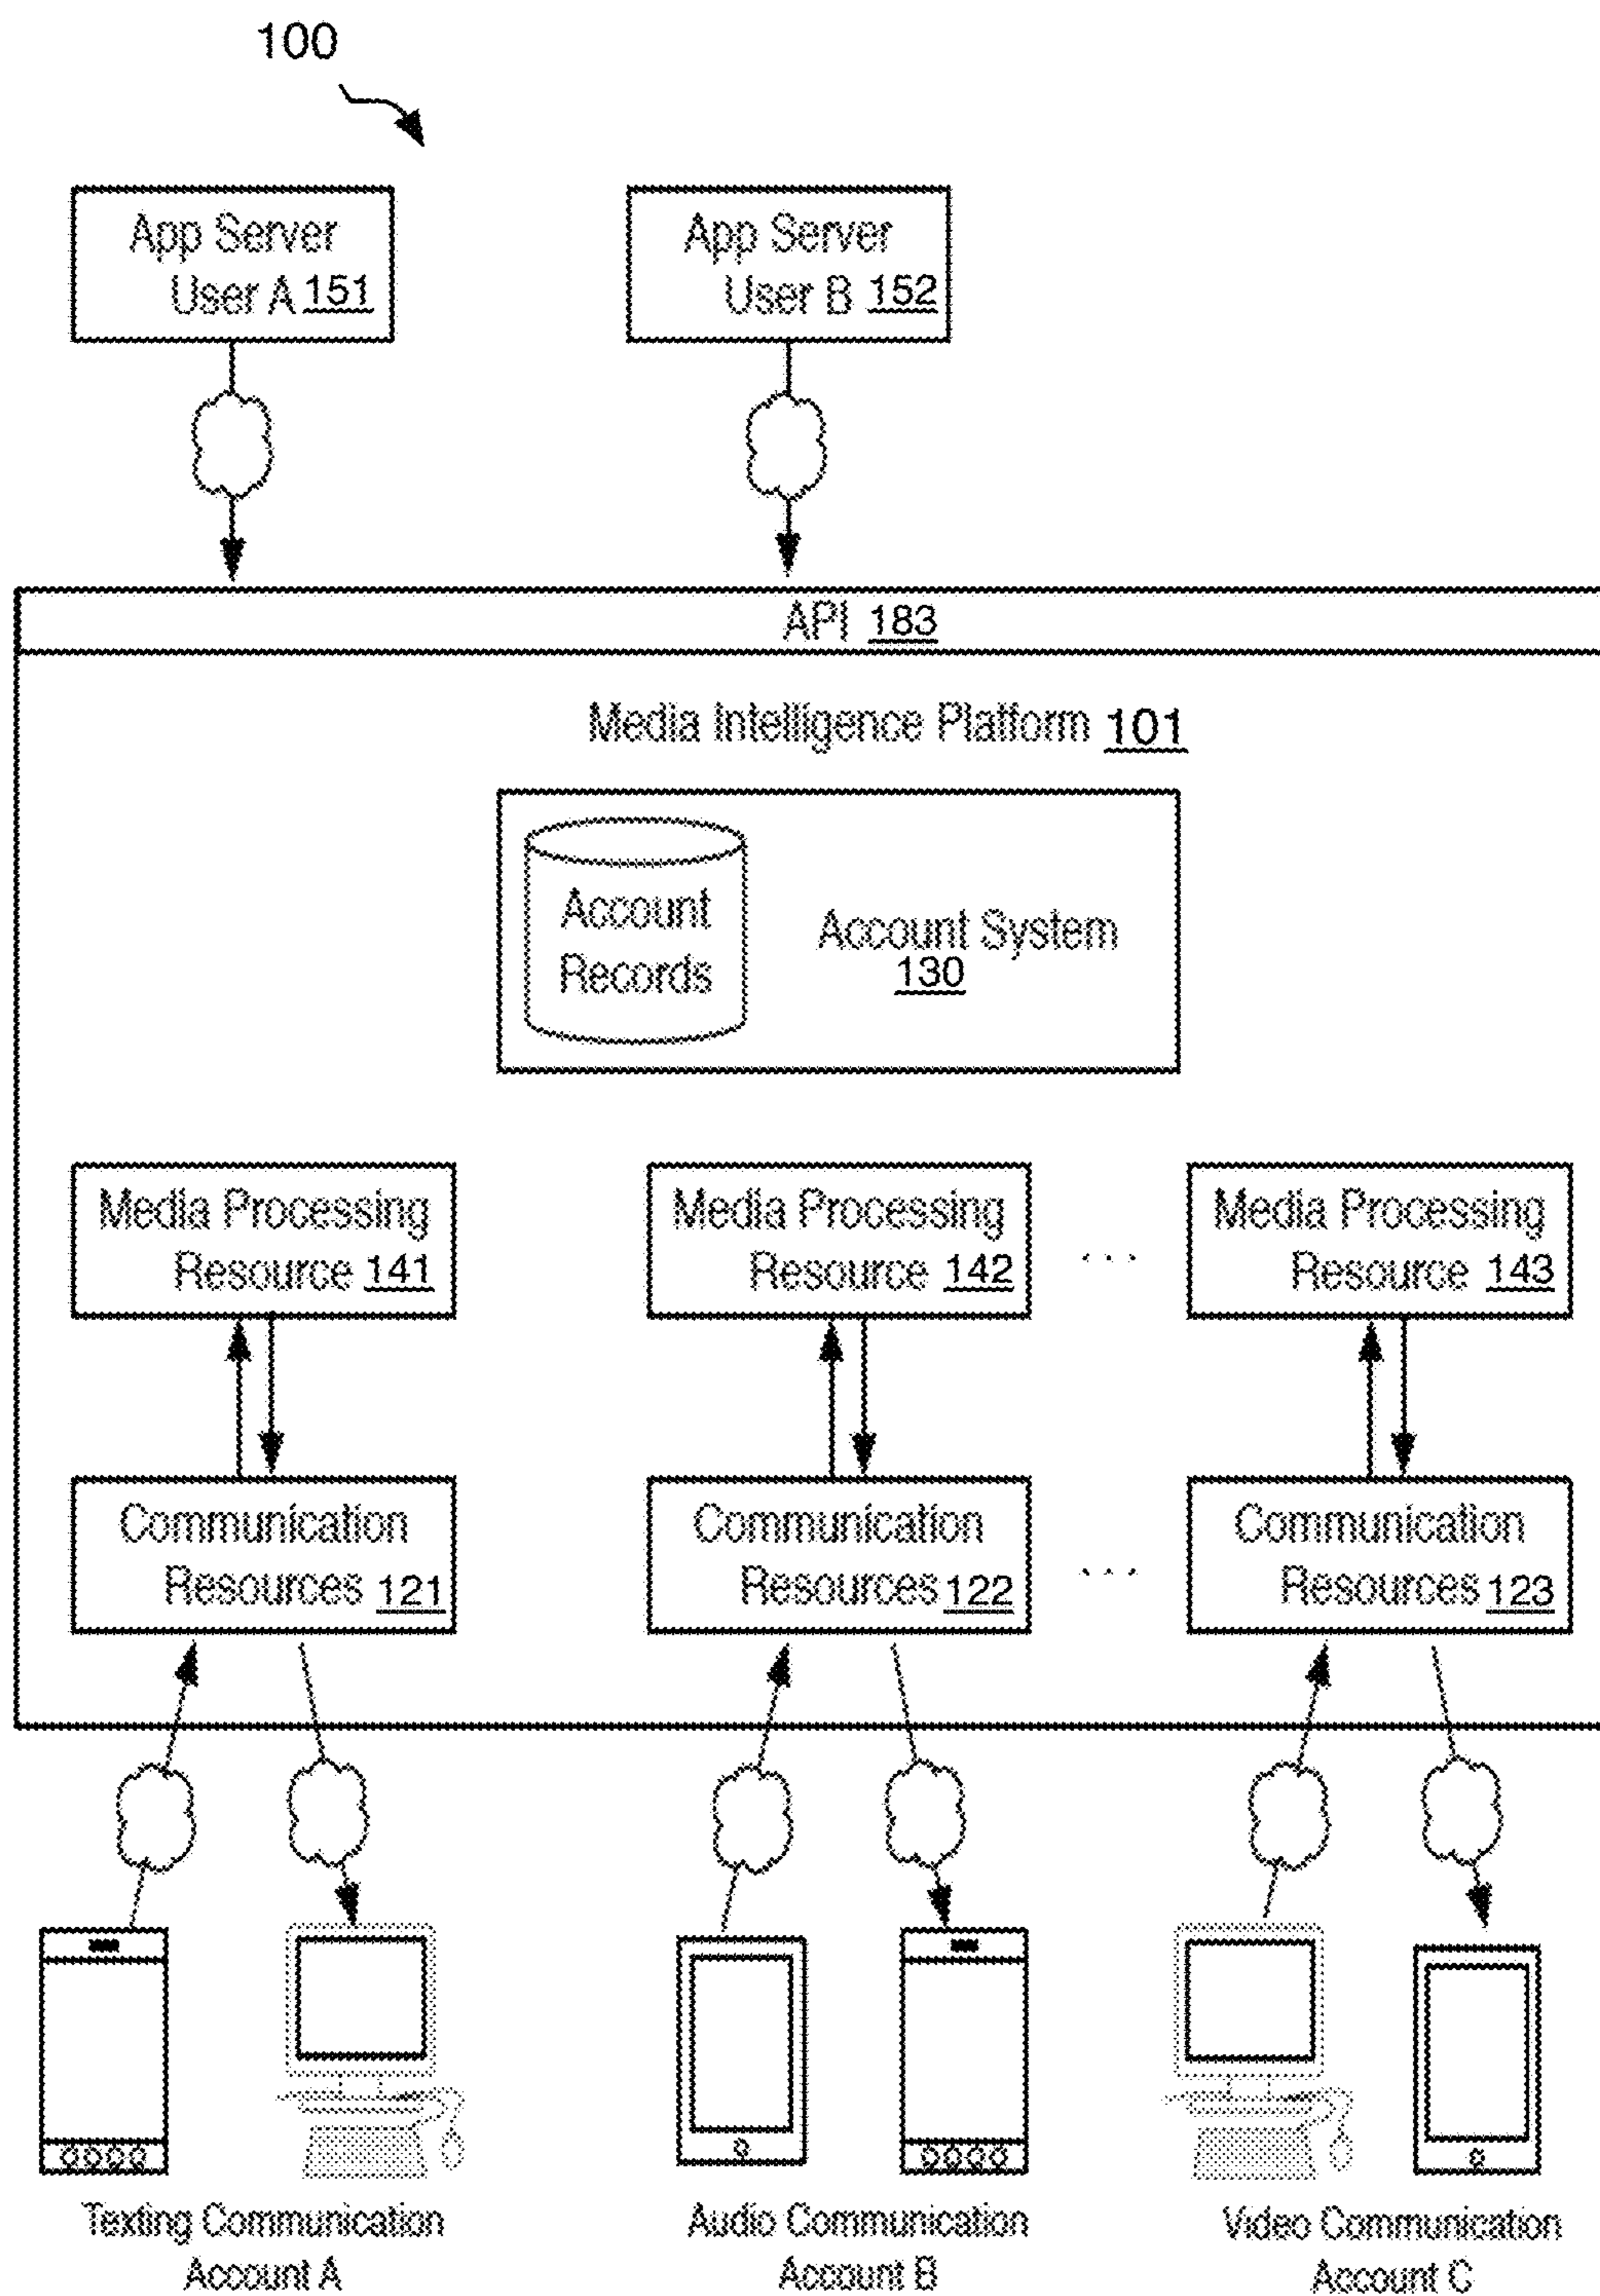 100
App Server
User A 151
App Server
User B 152
API 183
Media Intelligence Platform 101
Account
Records
Account System
130
Media Processing
Resource 141
Media Processing
Resource 142
. . .
Media Processing
Resource 143
Communication
Resources 121
Communication
Resources 122
. . .
Communication
Resources 123
Texting Communication
Account A
Audio Communication
Account B
Video Communication
Account C